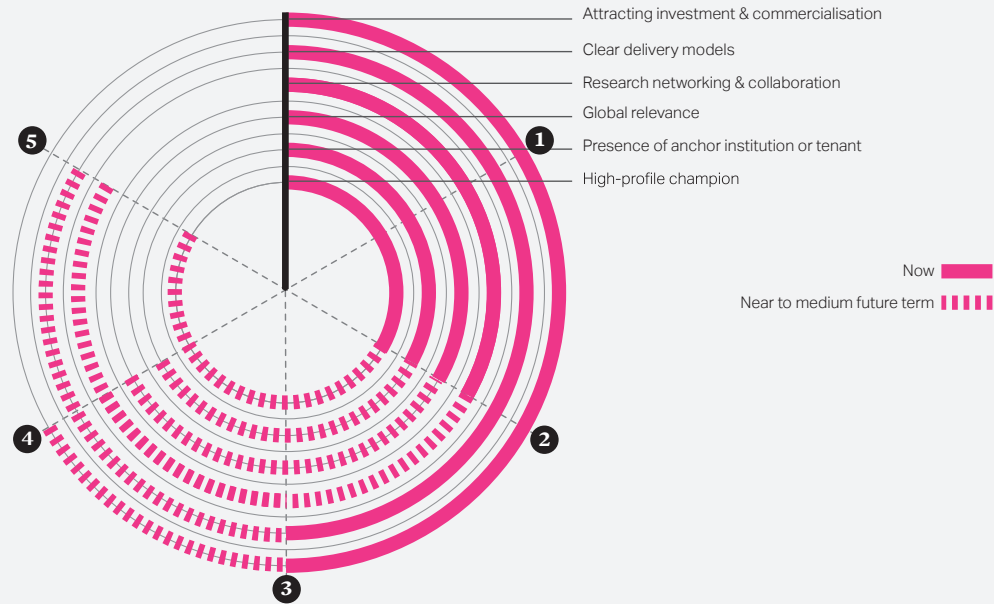 Attracting investment & commercialisation
Clear delivery models
Research networking & collaboration
Global relevance
Presence of anchor institution or tenant
High-profile champion
1
2
3
4
5
Now
Near to medium future term